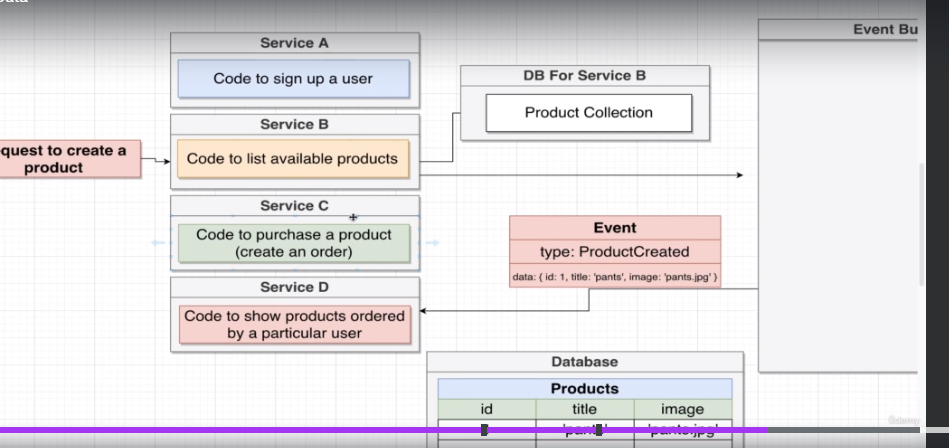 Service A
Code to sign up a user
Service B
Code to list available products
quest to create a
product
Service C
Code to purchase a product
(create an order)
Service D
Code to show products ordered
by a particular user
DB For Service B
Product Collection
Event Bu
Event
type: ProductCreated
data: { id: 1, title: 'pants', image: 'pants.jpg' }
Database
Products
id title image
'pants' 'pants.jpg'